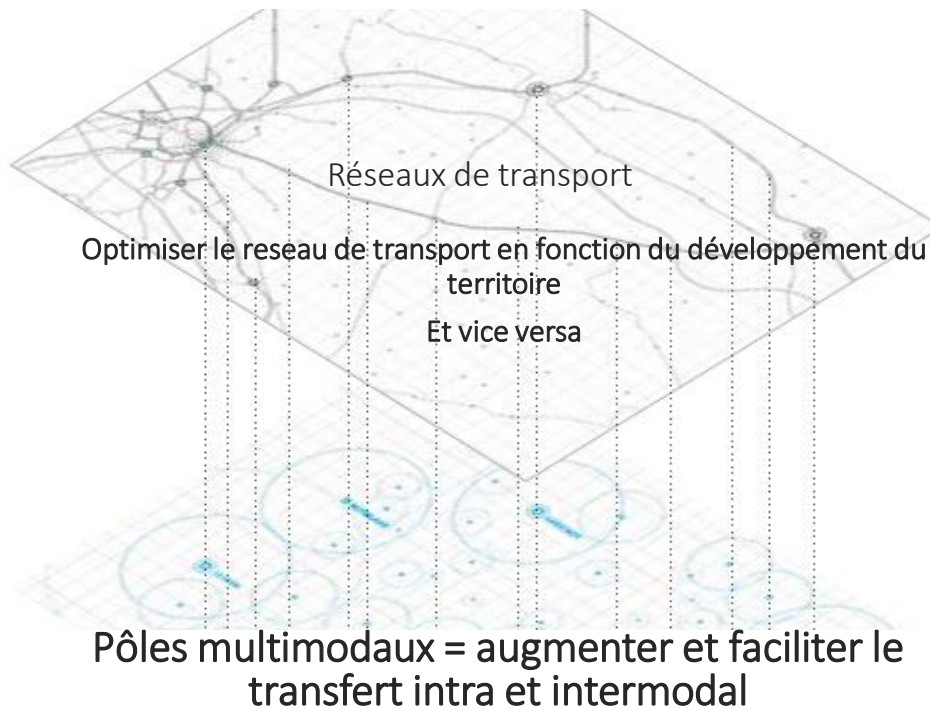 Réseaux de transport
Optimiser le reseau de transport en fonction du développement du
territoire
Et vice versa
Pôles multimodaux = augmenter et faciliter le
transfert intra et intermodal